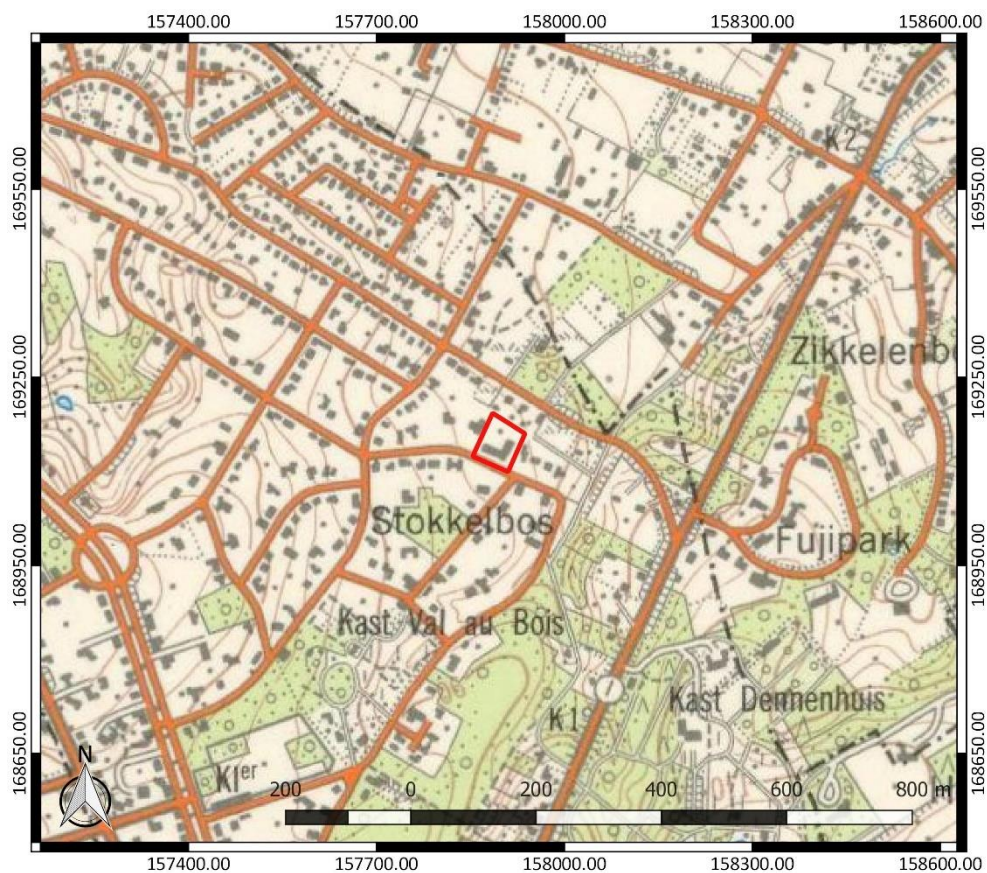 157400.00 157700.00 158000.00 158300.00 158600.00
K2
169550.00 169550.00
Zikkelenb
169250.00 169250.00
Stokkelbos
Fujipark
168950.00 168950.00
Kast Val au Bois
Kast Dennenhuis
K1
168650.00 168650.00
N
Kl er
200 0 200 400 600 800 m
157400.00 157700.00 158000.00 158300.00 158600.00